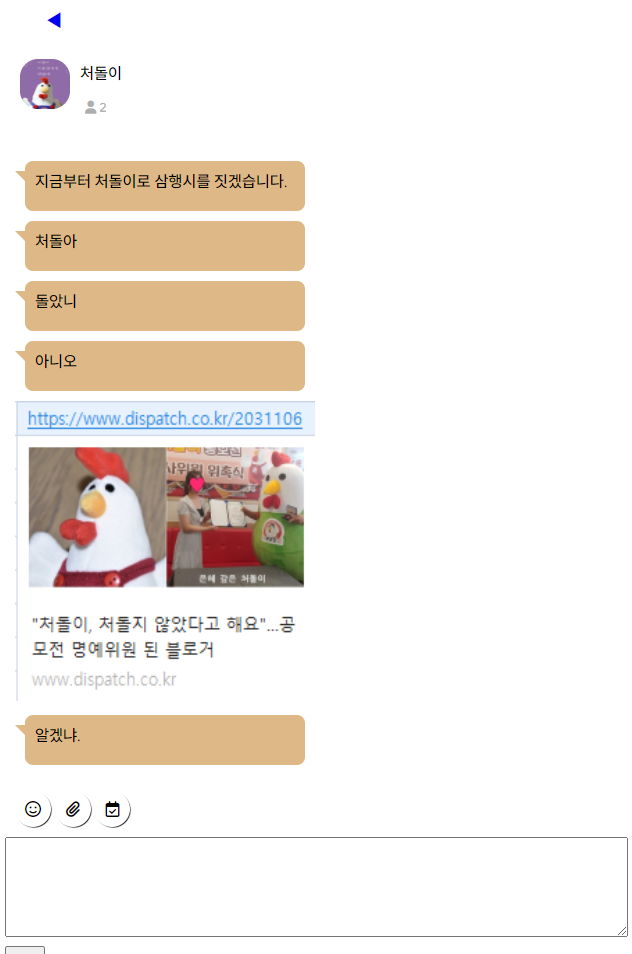 처돌이
2
지금부터 처돌이로 삼행시를 짓겠습니다.
처돌아
돌았니
아니오
https://www.dispatch.co.kr/2031106
사위원 위촉식
은혜 갚은 처돌이
"처돌이, 처돌지 않았다고 해요"...공
모전 명예위원 된 블로거
www.dispatch.co.kr
알겠냐.